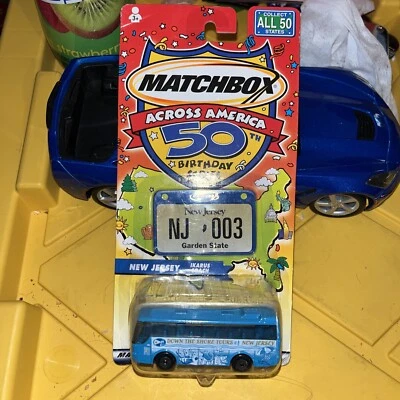 strawberr
3+
COLLECT
ALL 50
STATES
MATCHBOX
ACROSS AMERICA
50TH
BIRTHDAY
New Jersey
NJ 003
Garden State
NEW JERSEY
IKARUS
COACH
DOWN THE SHORE TOURS
NEW JERSEY